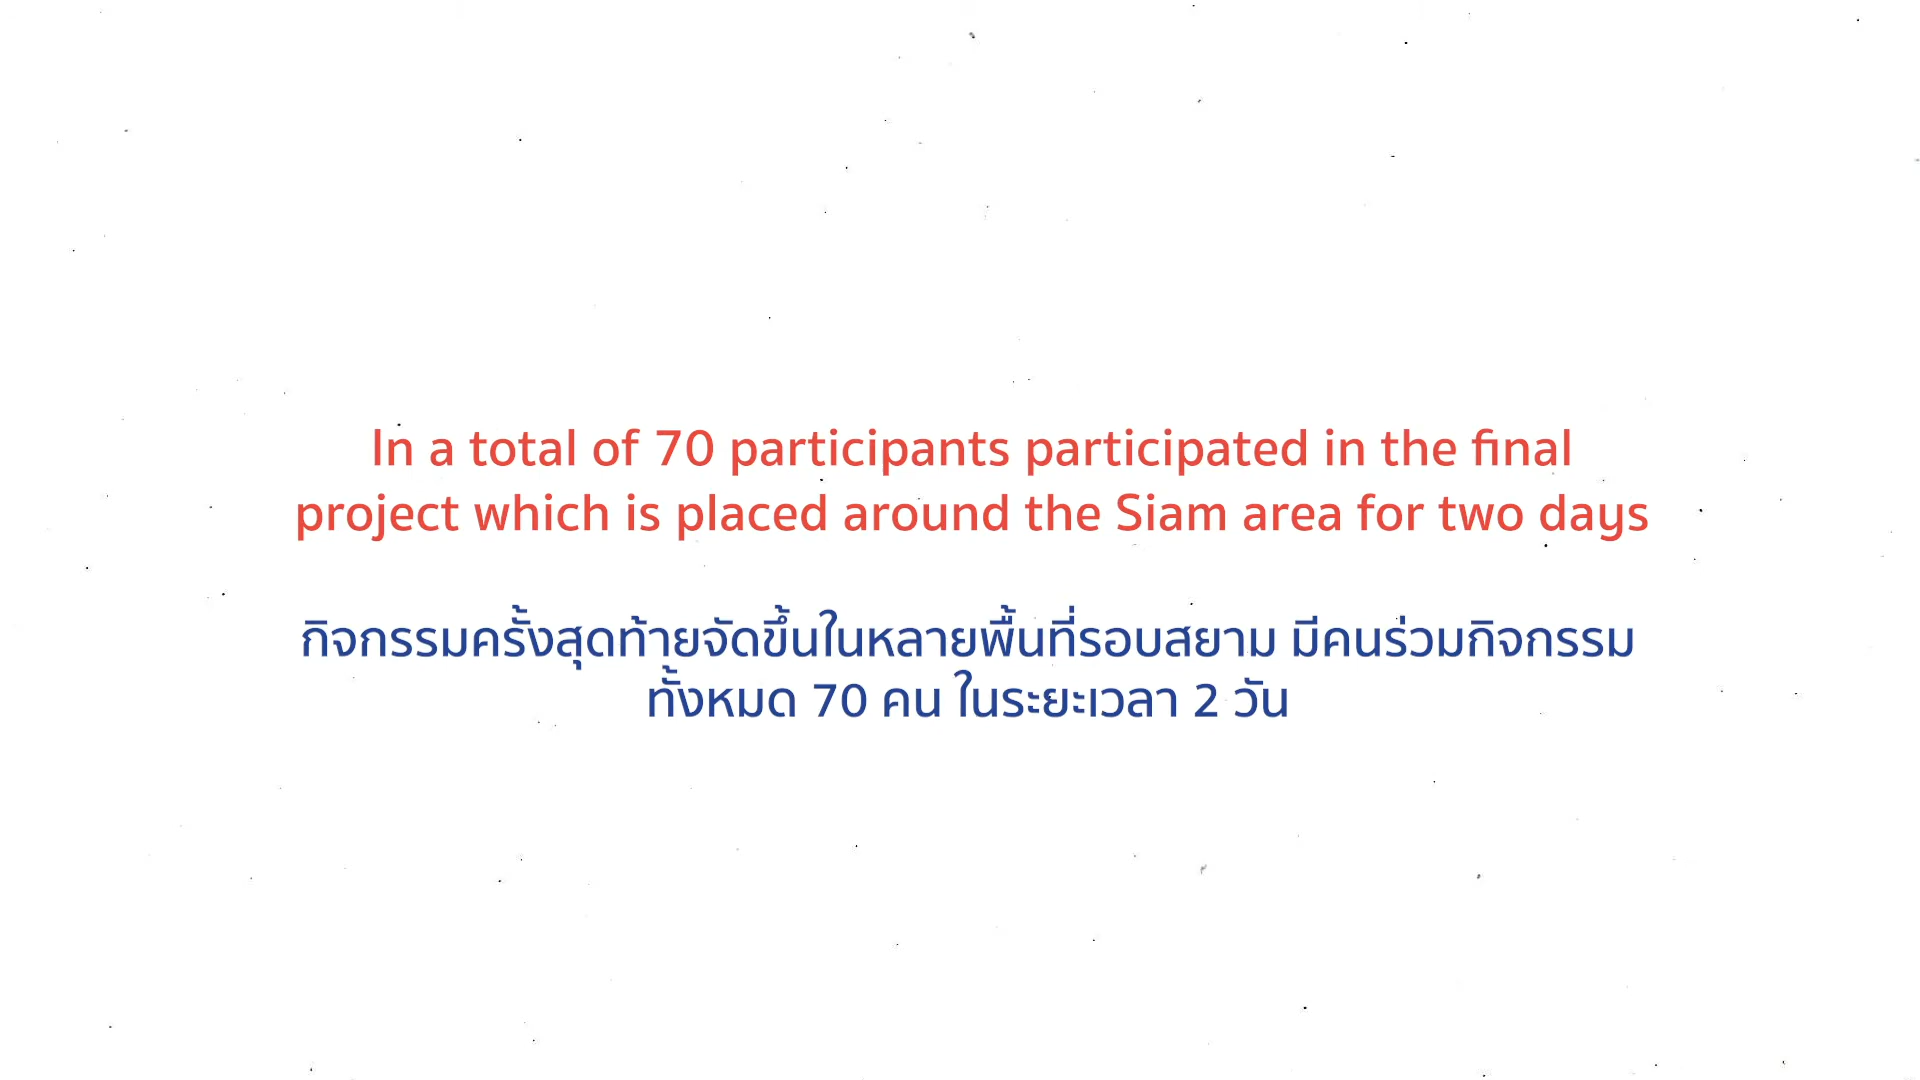 In a total of 70 participants participated in the final
project which is placed around the Siam area for two days
กิจกรรมครั้งสุดท้ายจัดขึ้นในหลายพื้นที่รอบสยาม มีคนร่วมกิจกรรม
ทั้งหมด 70 คน ในระยะเวลา 2 วัน